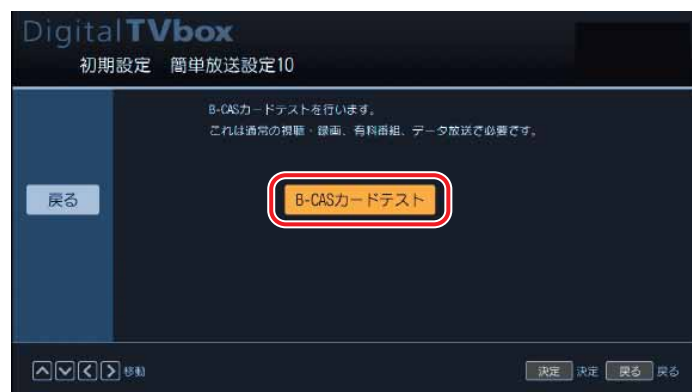 DigitalTVbox
初期設定 簡単放送設定10
B-CASカードテストを行います。
これは通常の視聴・録画、有料番組、データ放送で必要です。
戻る
B-CASカードテスト
移動
決定 決定 戻る 戻る